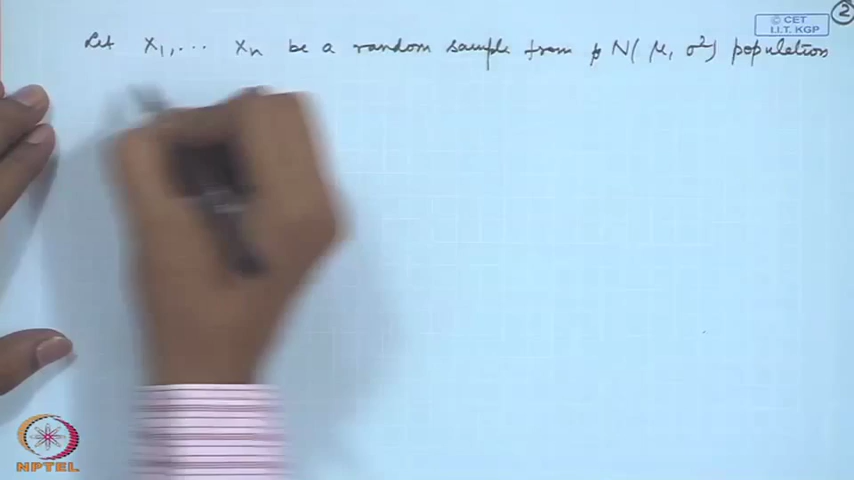 2
© CET
I.I.T. KGP
Let X1, ... Xn be a random sample from N( μ, σ²) population
NPTEL